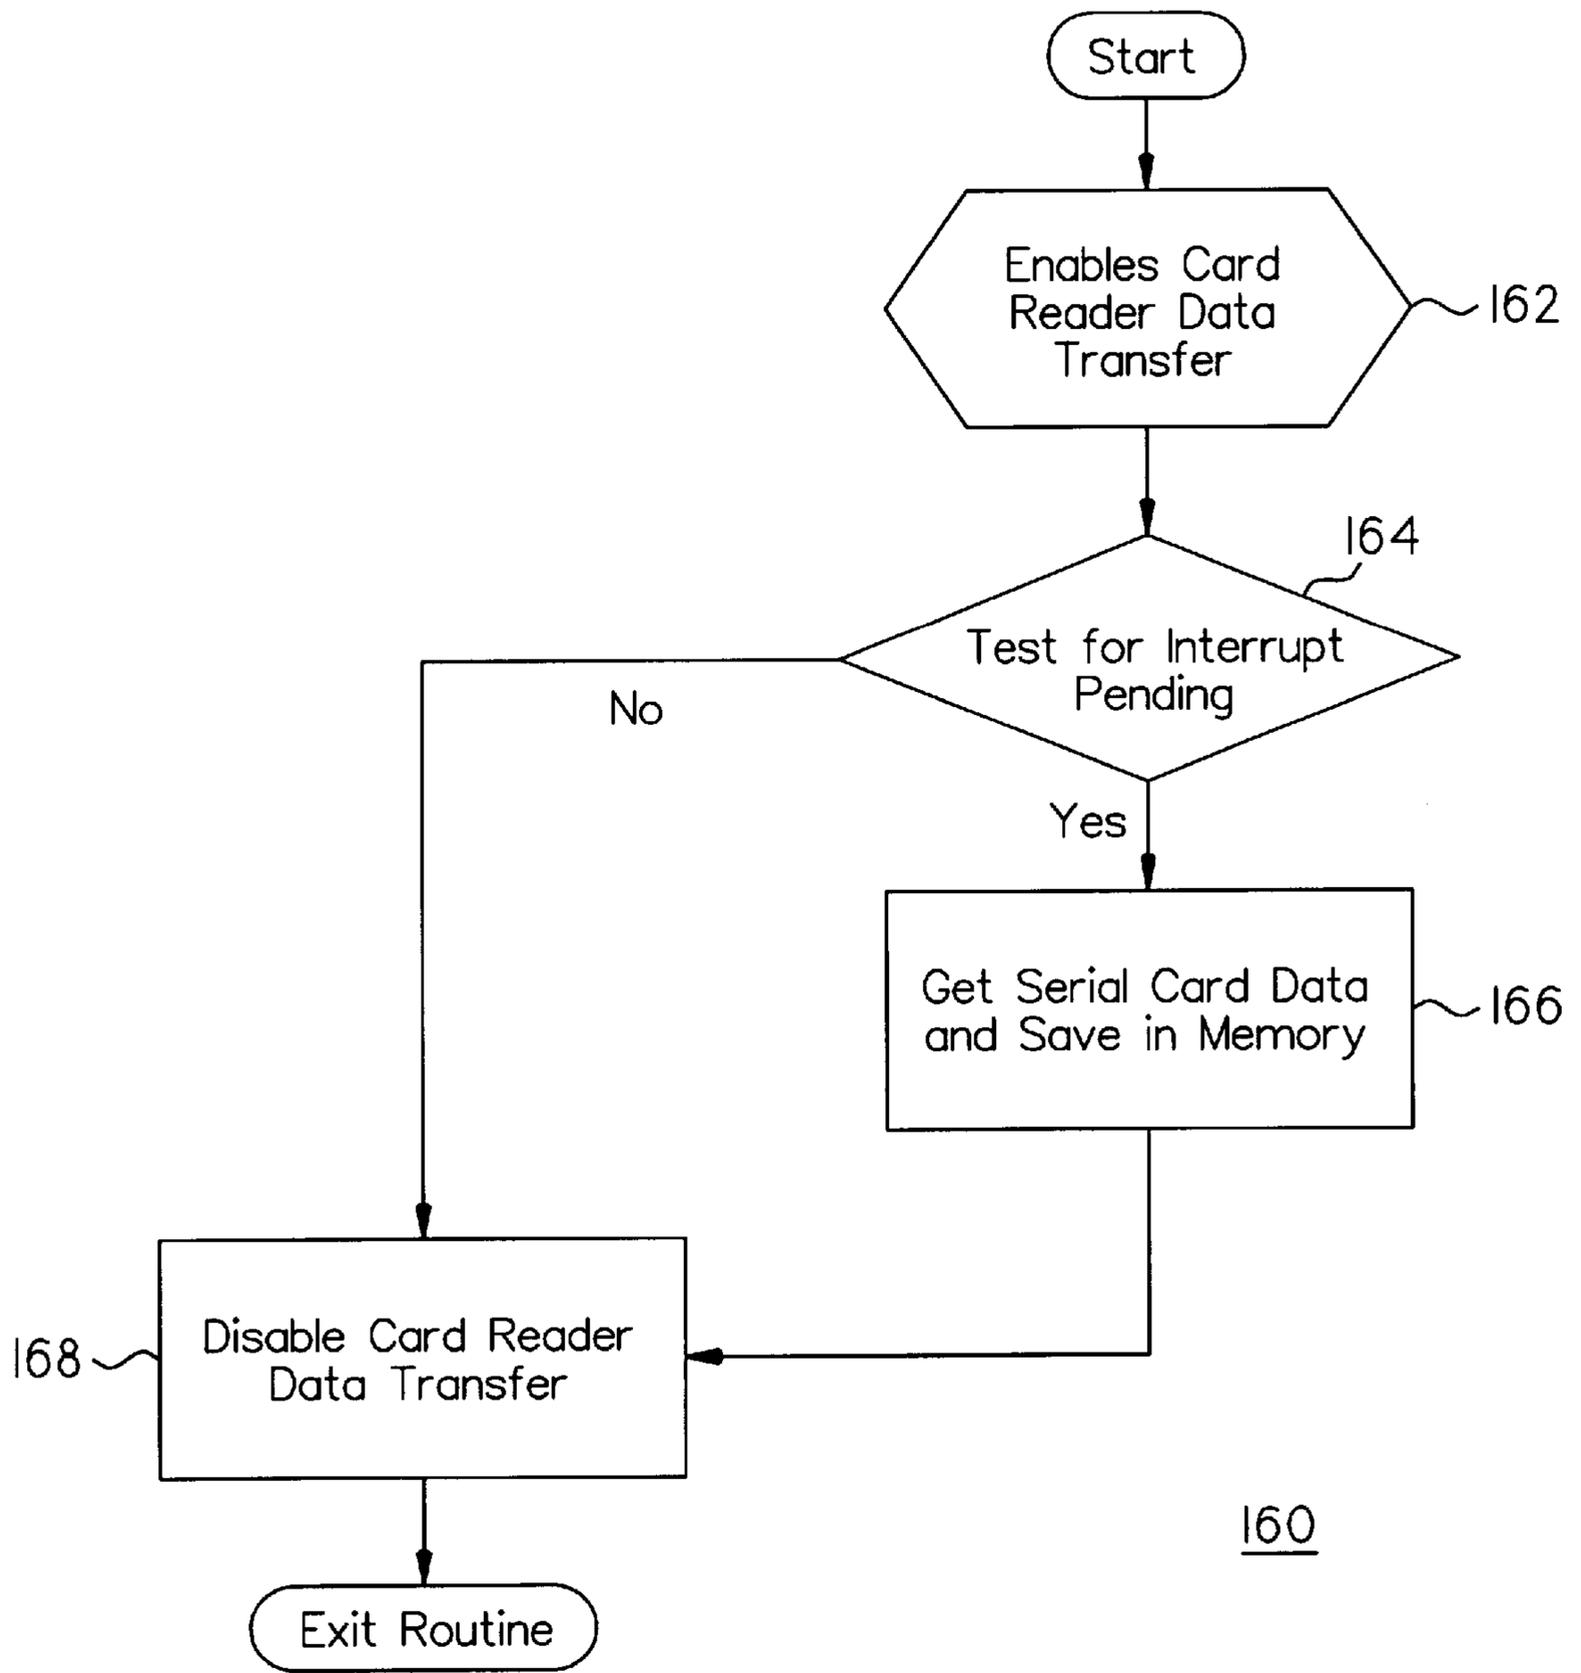 Start
Enables Card
Reader Data
Transfer
162
164
Test for Interrupt
Pending
No
Yes
Get Serial Card Data
and Save in Memory
166
Disable Card Reader
Data Transfer
168
160
Exit Routine